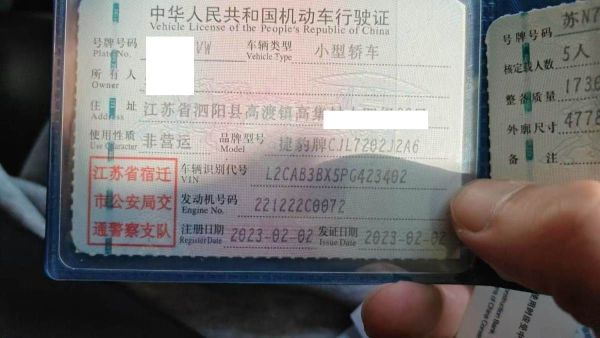 中华人民共和国机动车行驶证
Vehicle License of the People's Republic of China
号牌号码 VW 车辆类型 小型轿车
Plate No. Vehicle Type
所有人
Owner
住址 江苏省泗阳县高渡镇高集
Address
使用性质 非营运 品牌型号 捷豹牌CJL7202J2A6
Use Character Model
江苏省宿迁
市公安局交
通警察支队
车辆识别代号 L2CAB3BX5PG423402
VIN
发动机号码 221222C0072
Engine No.
注册日期 2023-02-02 发证日期 2023-02-02
Register Date Issue Date
号牌号码 苏N7
核定载人数 5人
整备质量 1736
外廓尺寸 4778
备注